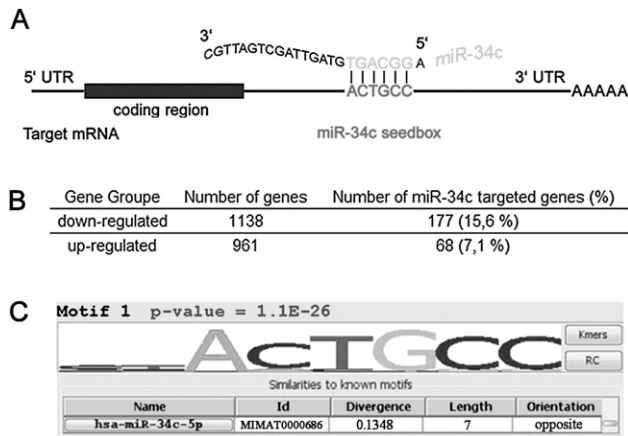 A
3' 5'
CGTTAGTCGATTGATGTGACGGA miR-34c
5' UTR 3' UTR
ACTGCC AAAAA
coding region
Target mRNA miR-34c seedbox
B
Gene Groupe Number of genes Number of miR-34c targeted genes (%)
down-regulated 1138 177 (15,6 %)
up-regulated 961 68 (7,1 %)
C
Motif 1 p-value = 1.1E-26
ACTGCC
Kmers
RC
Similarities to known motifs
Name Id Divergence Length Orientation
hsa-miR-34c-5p MIMAT0000686 0.1348 7 opposite